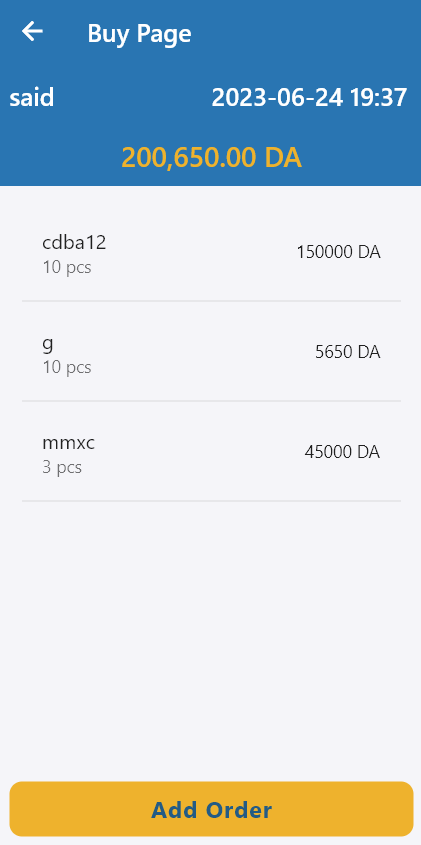 Buy Page
said 2023-06-24 19:37
200,650.00 DA
cdba12
10 pcs
150000 DA
g
10 pcs
5650 DA
mmxc
3 pcs
45000 DA
Add Order